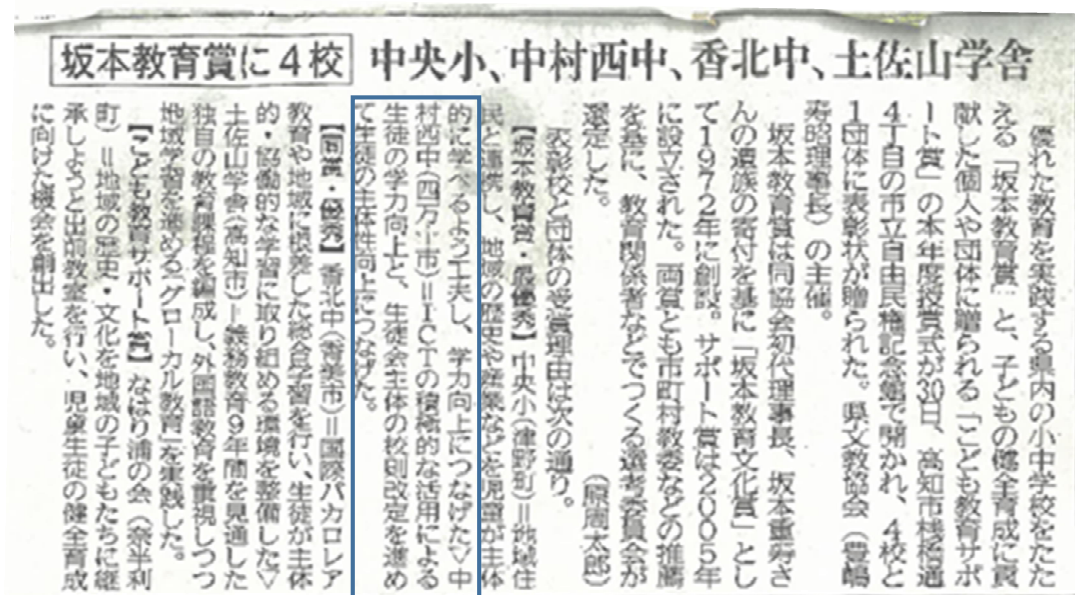 坂本教育賞に4校
中央小、中村西中、香北中、土佐山学舎
優れた教育を実践する県内の小中学校をたた
える「坂本教育賞」と、子どもの健全育成に貢
献した個人や団体に贈られる「こども教育サポ
ート賞」の本年度授賞式が30日、高知市桟橋通
4丁目の市立自由民権記念館で開かれ、4校と
1団体に表彰状が贈られた。県文教協会(豊嶋
寿昭理事長)の主催。
坂本教育賞は同協会初代理事長、坂本重寿さ
んの遺族の寄付を基に「坂本教育文化賞」とし
て1972年に創設。サポート賞は2005年
に設立された。両賞とも市町村教委などの推薦
を基に、教育関係者などでつくる選考委員会が
選定した。(原周太郎)
表彰校と団体の受賞理由は次の通り。
【坂本教育賞・最優秀】中央小(津野町)=地域住
民と連携し、地域の歴史や産業などを児童が主体
的に学べるよう工夫し、学力向上につなげた▽中
村西中(四万十市)=ICTの積極的な活用による
生徒の学力向上と、生徒会主体の校則改定を進め
て生徒の主体性向上につなげた。
【同賞・優秀】香北中(香美市)=国際バカロレア
教育や地域に根差した総合学習を行い、生徒が主体
的・協働的な学習に取り組める環境を整備した▽
土佐山学舎(高知市)=義務教育9年間を見通した
独自の教育課程を編成し、外国語教育を重視しつつ
地域学習を進める「グローカル教育」を実践した。
【こども教育サポート賞】なはり浦の会(奈半利
町)=地域の歴史・文化を地域の子どもたちに継
承しようと出前教室を行い、児童生徒の健全育成
に向けた機会を創出した。